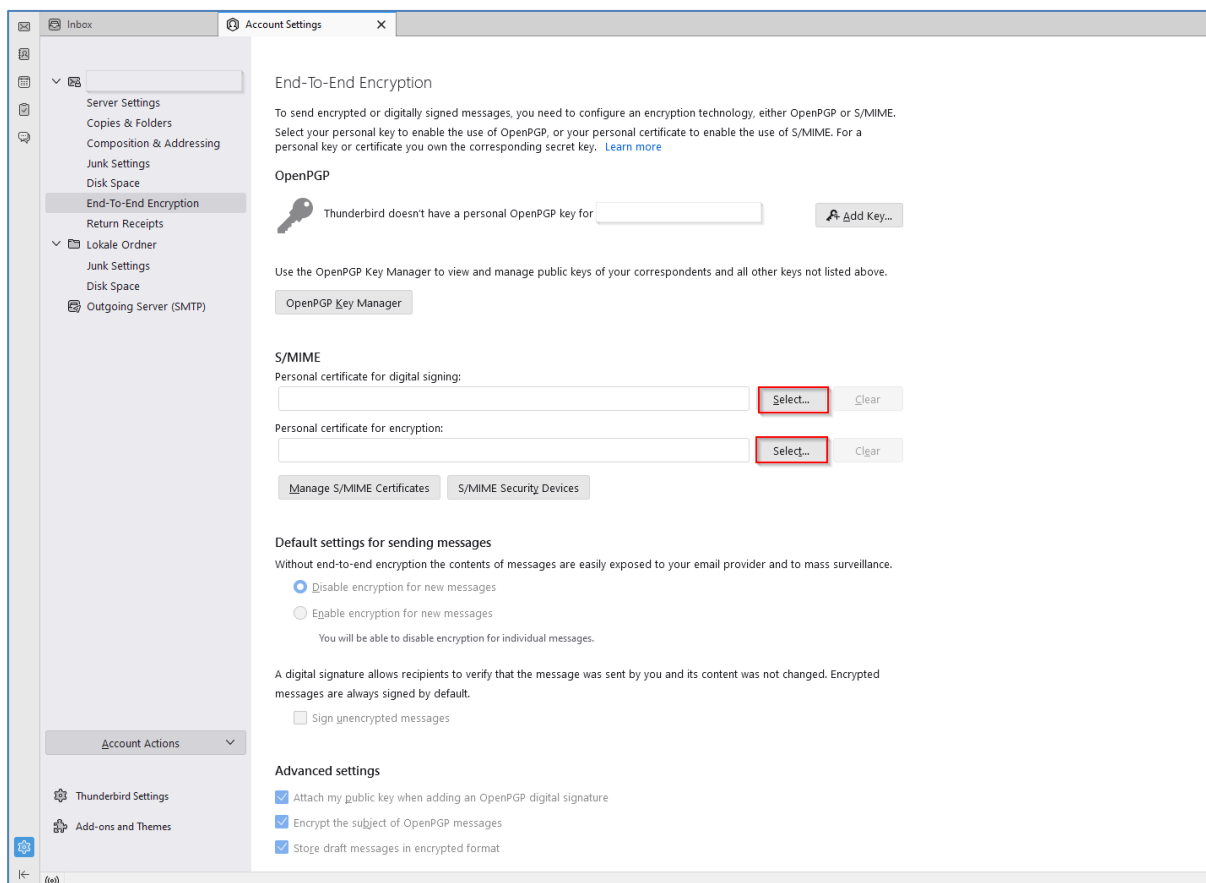 Inbox
Account Settings
Server Settings
Copies & Folders
Composition & Addressing
Junk Settings
Disk Space
End-To-End Encryption
Return Receipts
Lokale Ordner
Junk Settings
Disk Space
Outgoing Server (SMTP)
Account Actions
Thunderbird Settings
Add-ons and Themes
End-To-End Encryption
To send encrypted or digitally signed messages, you need to configure an encryption technology, either OpenPGP or S/MIME.
Select your personal key to enable the use of OpenPGP, or your personal certificate to enable the use of S/MIME. For a
personal key or certificate you own the corresponding secret key. Learn more
OpenPGP
Thunderbird doesn't have a personal OpenPGP key for
Add Key...
Use the OpenPGP Key Manager to view and manage public keys of your correspondents and all other keys not listed above.
OpenPGP Key Manager
S/MIME
Personal certificate for digital signing:
Select... Clear
Personal certificate for encryption:
Select... Clear
Manage S/MIME Certificates S/MIME Security Devices
Default settings for sending messages
Without end-to-end encryption the contents of messages are easily exposed to your email provider and to mass surveillance.
Disable encryption for new messages
Enable encryption for new messages
You will be able to disable encryption for individual messages.
A digital signature allows recipients to verify that the message was sent by you and its content was not changed. Encrypted
messages are always signed by default.
Sign unencrypted messages
Advanced settings
Attach my public key when adding an OpenPGP digital signature
Encrypt the subject of OpenPGP messages
Store draft messages in encrypted format